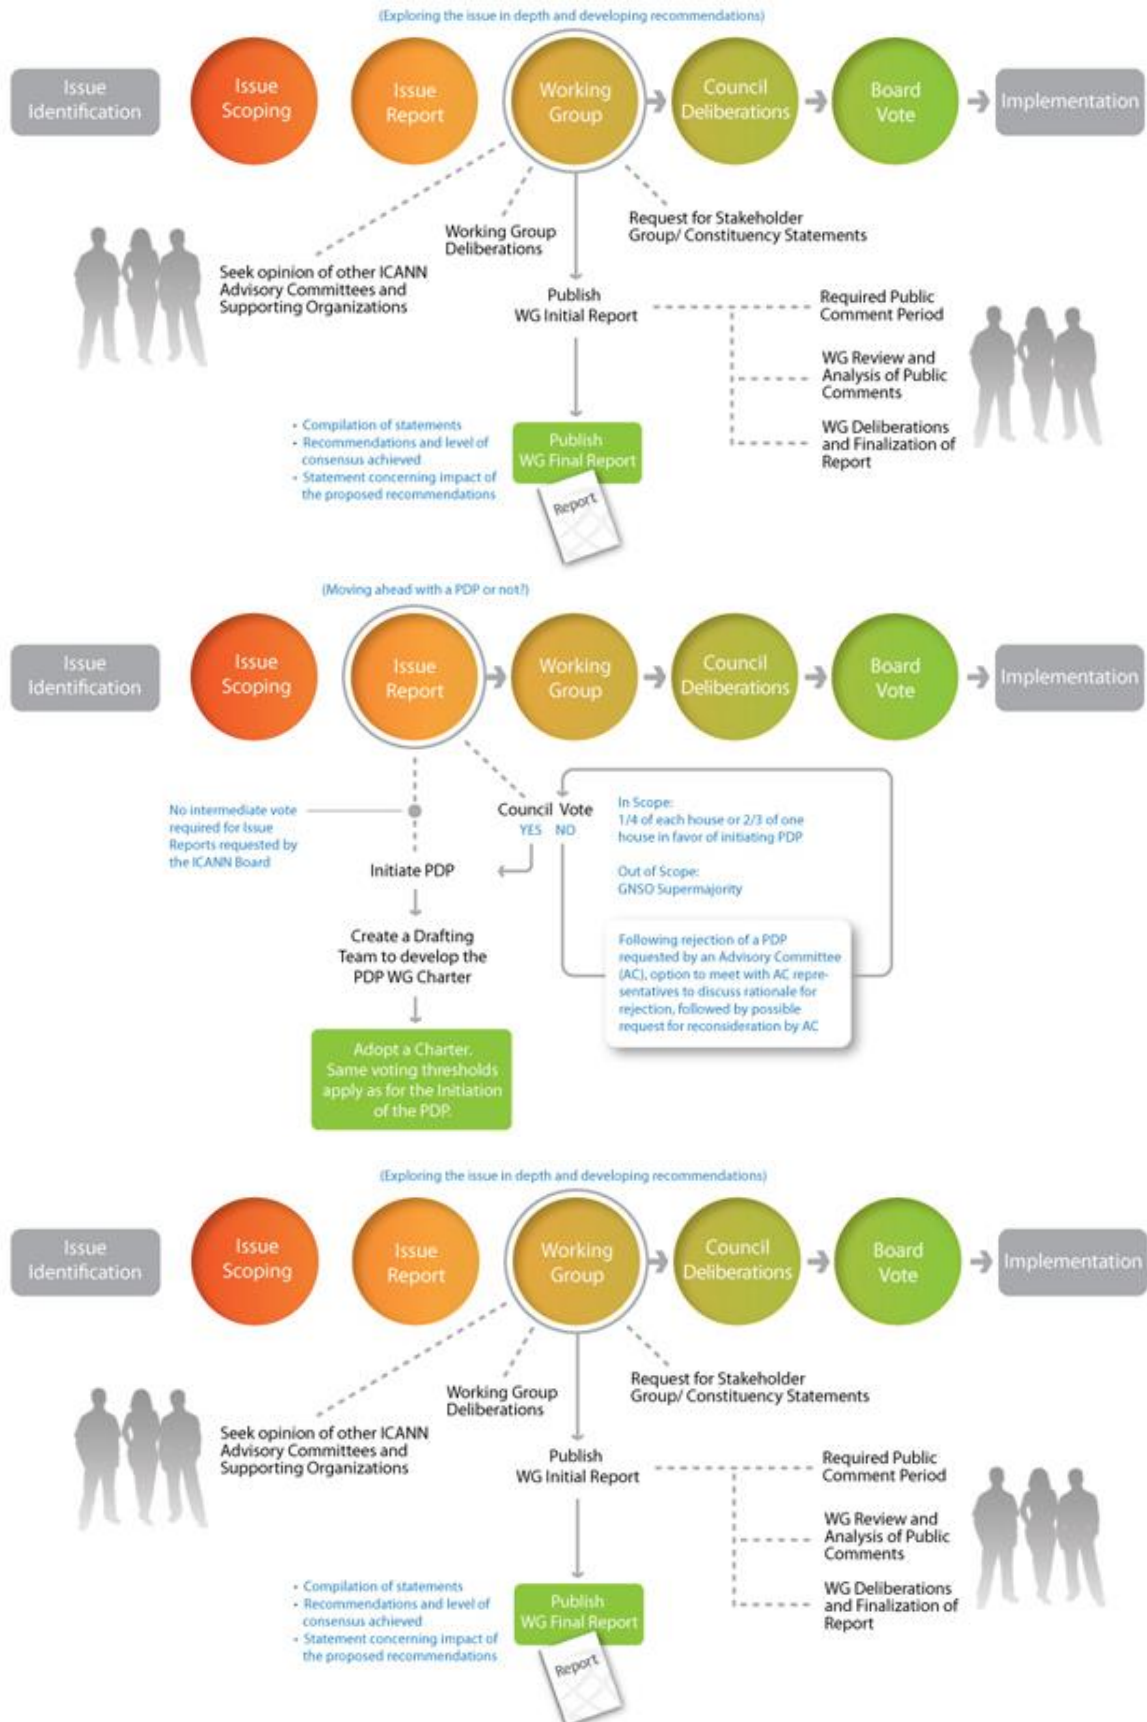 (Exploring the issue in depth and developing recommendations)
Issue
Identification
Issue
Scoping
Issue
Report
Working
Group
Council
Deliberations
Board
Vote
Implementation
Seek opinion of other ICANN
Advisory Committees and
Supporting Organizations
Working Group
Deliberations
Request for Stakeholder
Group/ Constituency Statements
Publish
WG Initial Report
Required Public
Comment Period
WG Review and
Analysis of Public
Comments
WG Deliberations
and Finalization of
Report
• Compilation of statements
• Recommendations and level of
consensus achieved
• Statement concerning impact of
the proposed recommendations
Publish
WG Final Report
Report
(Moving ahead with a PDP or not?)
Issue
Identification
Issue
Scoping
Issue
Report
Working
Group
Council
Deliberations
Board
Vote
Implementation
No intermediate vote
required for Issue
Reports requested by
the ICANN Board
Council Vote
YES NO
In Scope:
1/4 of each house or 2/3 of one
house in favor of initiating PDP
Out of Scope:
GNSO Supermajority
Initiate PDP
Create a Drafting
Team to develop the
PDP WG Charter
Following rejection of a PDP
requested by an Advisory Committee
(AC), option to meet with AC repre-
sentatives to discuss rationale for
rejection, followed by possible
request for reconsideration by AC
Adopt a Charter.
Same voting thresholds
apply as for the Initiation
of the PDP.
(Exploring the issue in depth and developing recommendations)
Issue
Identification
Issue
Scoping
Issue
Report
Working
Group
Council
Deliberations
Board
Vote
Implementation
Seek opinion of other ICANN
Advisory Committees and
Supporting Organizations
Working Group
Deliberations
Request for Stakeholder
Group/ Constituency Statements
Publish
WG Initial Report
Required Public
Comment Period
WG Review and
Analysis of Public
Comments
WG Deliberations
and Finalization of
Report
• Compilation of statements
• Recommendations and level of
consensus achieved
• Statement concerning impact of
the proposed recommendations
Publish
WG Final Report
Report